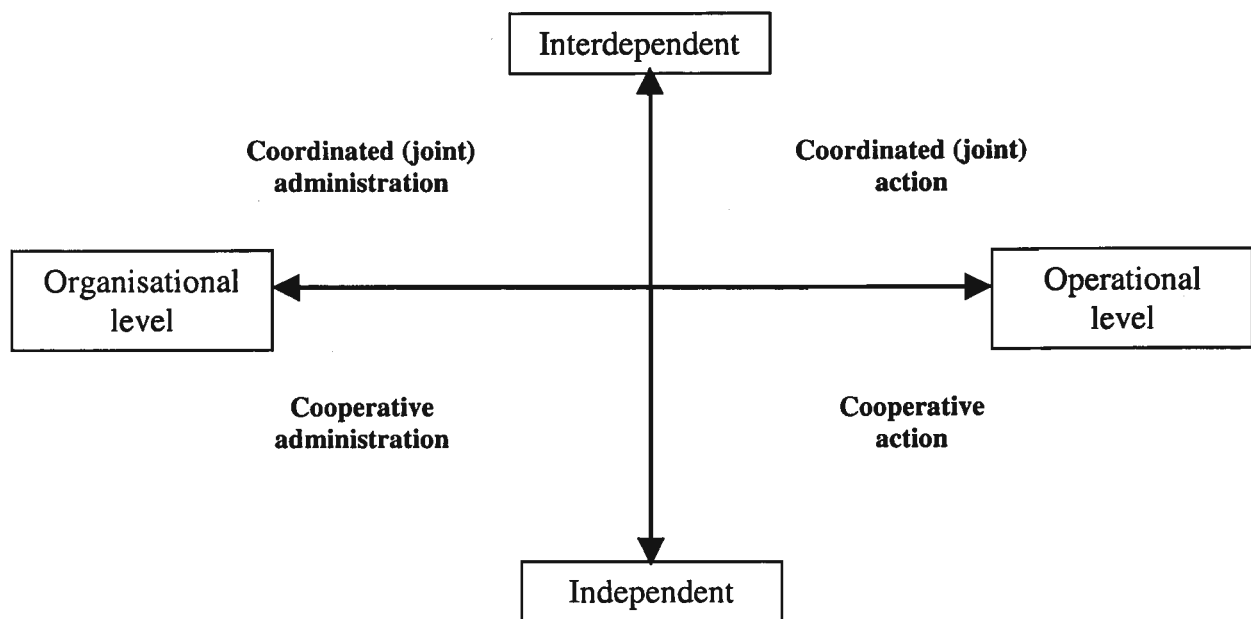 Interdependent
Coordinated (joint)
administration
Coordinated (joint)
action
Organisational
level
Operational
level
Cooperative
administration
Cooperative
action
Independent